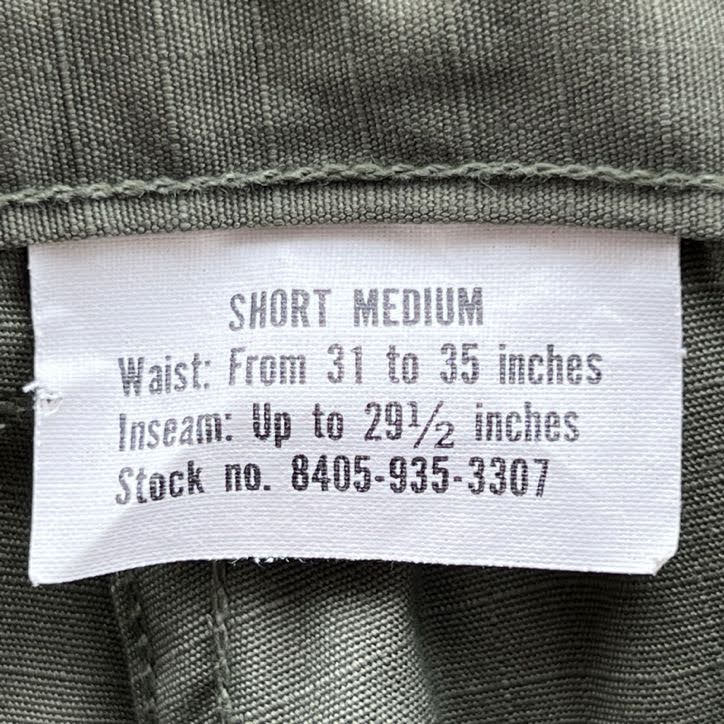 SHORT MEDIUM
Waist: From 31 to 35 inches
Inseam: Up to 29½ inches
Stock no. 8405-935-3307